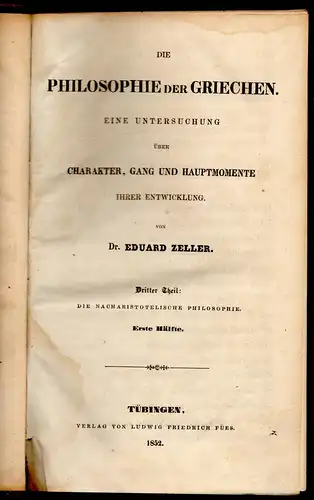 DIE
PHILOSOPHIE DER GRIECHEN.
EINE UNTERSUCHUNG
ÜBER
CHARAKTER, GANG UND HAUPTMOMENTE
IHRER ENTWICKLUNG.
VON
Dr. EDUARD ZELLER.
Dritter Theil:
DIE NACHARISTOTELISCHE PHILOSOPHIE.
Erste Hälfte.
TÜBINGEN,
VERLAG VON LUDWIG FRIEDRICH FUES.
1852.